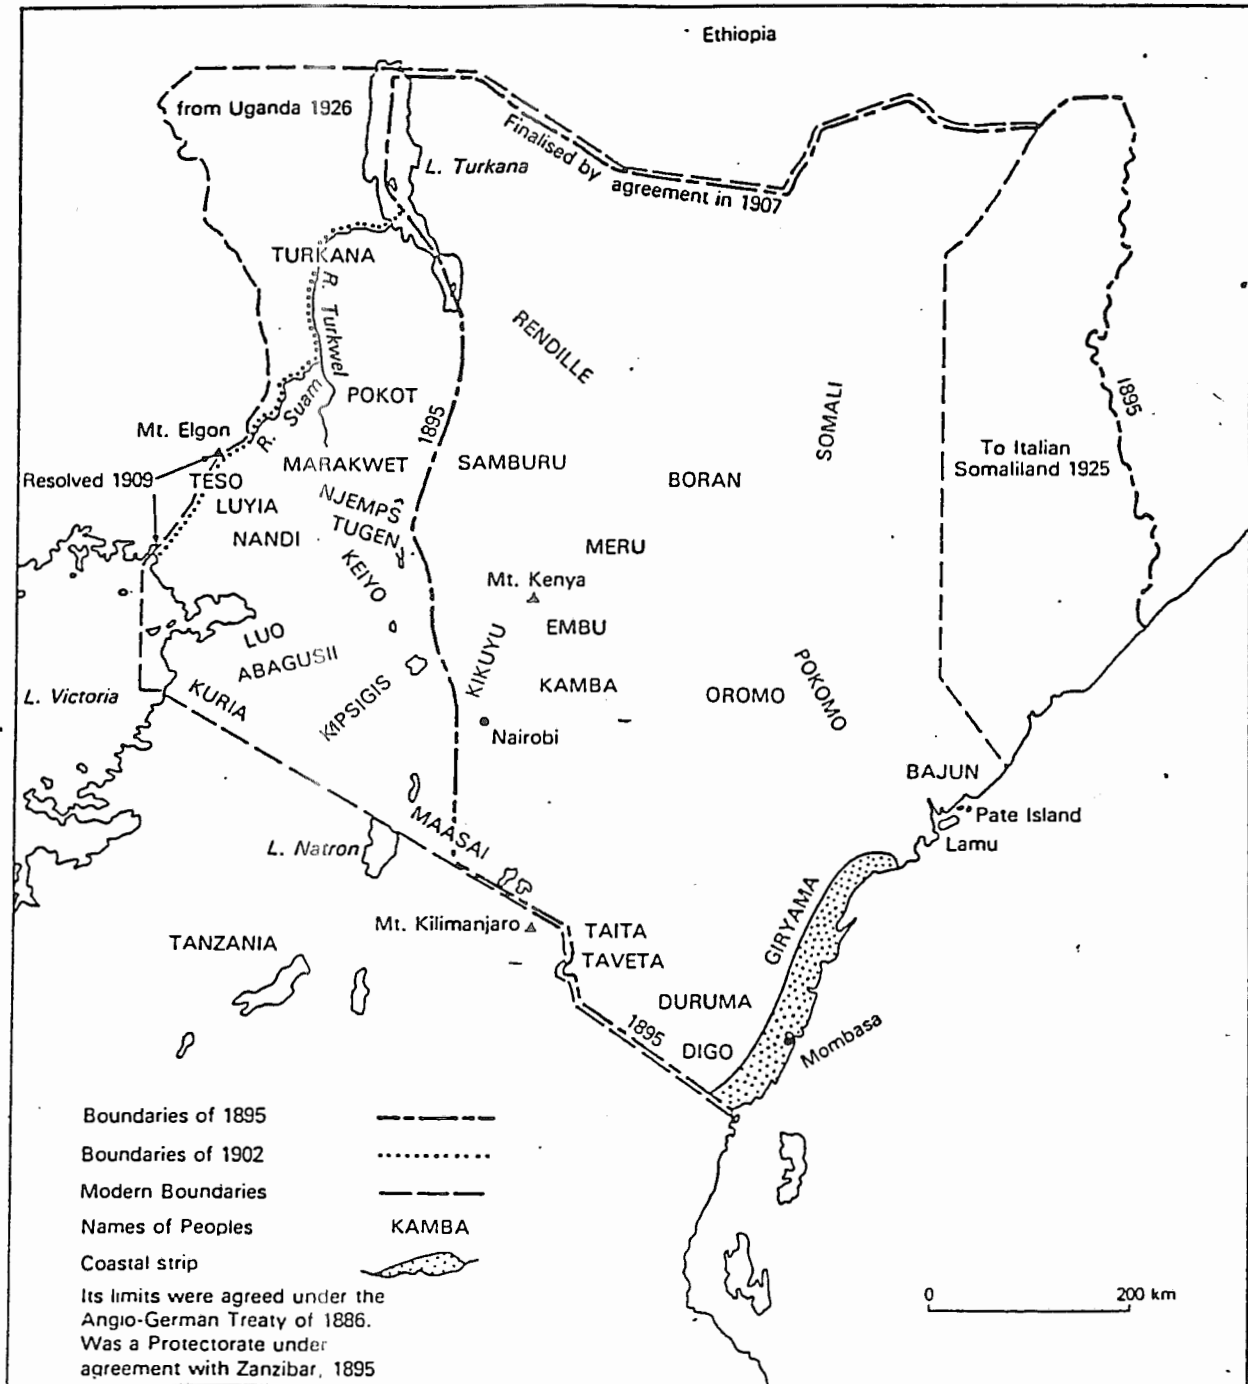 Ethiopia
from Uganda 1926
Finalised by agreement in 1907
L. Turkana
TURKANA
R. Turkwel
RENDILLE
1895
SOMALI
POKOT
R. Suam
1895
Mt. Elgon
To Italian
Somaliland 1925
MARAKWET
SAMBURU
BORAN
Resolved 1909
TESO
LUYIA
NJEMPS
TUGEN
NANDI
KEIYO
MERU
Mt. Kenya
EMBU
LUO
ABAGUSII
KIKUYU
KAMBA
OROMO
POKOMO
L. Victoria
KURIA
KIPSIGIS
Nairobi
BAJUN
Pate Island
Lamu
MAASAI
L. Natron
GIRYAMA
Mt. Kilimanjaro
TAITA
TAVETA
TANZANIA
DURUMA
1895
DIGO
Mombasa
Boundaries of 1895
Boundaries of 1902
Modern Boundaries
Names of Peoples KAMBA
Coastal strip
Its limits were agreed under the
Anglo-German Treaty of 1886.
Was a Protectorate under
agreement with Zanzibar, 1895
0 200 km